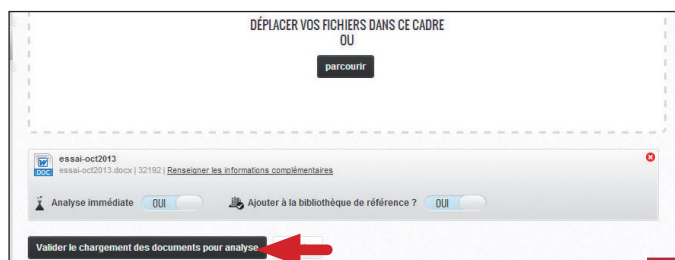 DÉPLACER VOS FICHIERS DANS CE CADRE
OU
parcourir
essai-oct2013
DOC essai-oct2013.docx | 32192 | Renseigner les informations complémentaires
Analyse immédiate OUI Ajouter à la bibliothèque de référence ? OUI
Valider le chargement des documents pour analyse